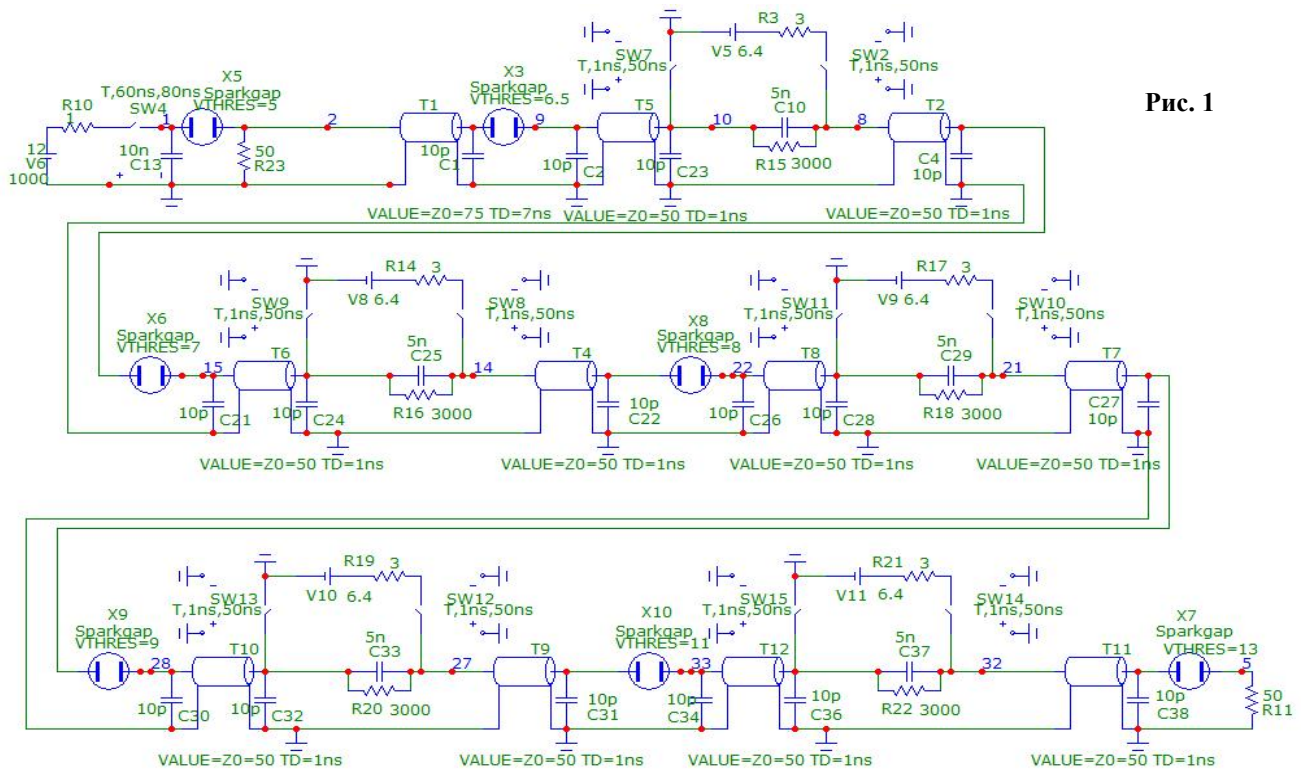 Рис. 1
R3 3
V5 6.4
SW7
T,1ns,50ns
SW2
T,1ns,50ns
X5
Sparkgap
VTHRES=5
T,60ns,80ns
SW4
R10
1
1
2
12
V6
1000
10n
C13
50
R23
T1
10p
C1
X3
Sparkgap
VTHRES=6.5
9
T5
10p
C2
10p
C23
10
5n
C10
R15 3000
8
T2
C4
10p
VALUE=Z0=75 TD=7ns
VALUE=Z0=50 TD=1ns
VALUE=Z0=50 TD=1ns
R14 3
V8 6.4
SW9
T,1ns,50ns
SW8
T,1ns,50ns
R17 3
V9 6.4
SW11
T,1ns,50ns
SW10
T,1ns,50ns
X6
Sparkgap
VTHRES=7
15
T6
10p
C21
10p
C24
5n
C25
R16 3000
14
T4
10p
C22
X8
Sparkgap
VTHRES=8
22
T8
10p
C26
10p
C28
5n
C29
R18 3000
21
T7
C27
10p
VALUE=Z0=50 TD=1ns
VALUE=Z0=50 TD=1ns
VALUE=Z0=50 TD=1ns
VALUE=Z0=50 TD=1ns
R19 3
V10 6.4
SW13
T,1ns,50ns
SW12
T,1ns,50ns
R21 3
V11 6.4
SW15
T,1ns,50ns
SW14
T,1ns,50ns
X9
Sparkgap
VTHRES=9
28
T10
10p
C30
10p
C32
5n
C33
R20 3000
27
T9
10p
C31
X10
Sparkgap
VTHRES=11
33
T12
10p
C34
10p
C36
5n
C37
R22 3000
32
T11
10p
C38
X7
Sparkgap
VTHRES=13
5
50
R11
VALUE=Z0=50 TD=1ns
VALUE=Z0=50 TD=1ns
VALUE=Z0=50 TD=1ns
VALUE=Z0=50 TD=1ns